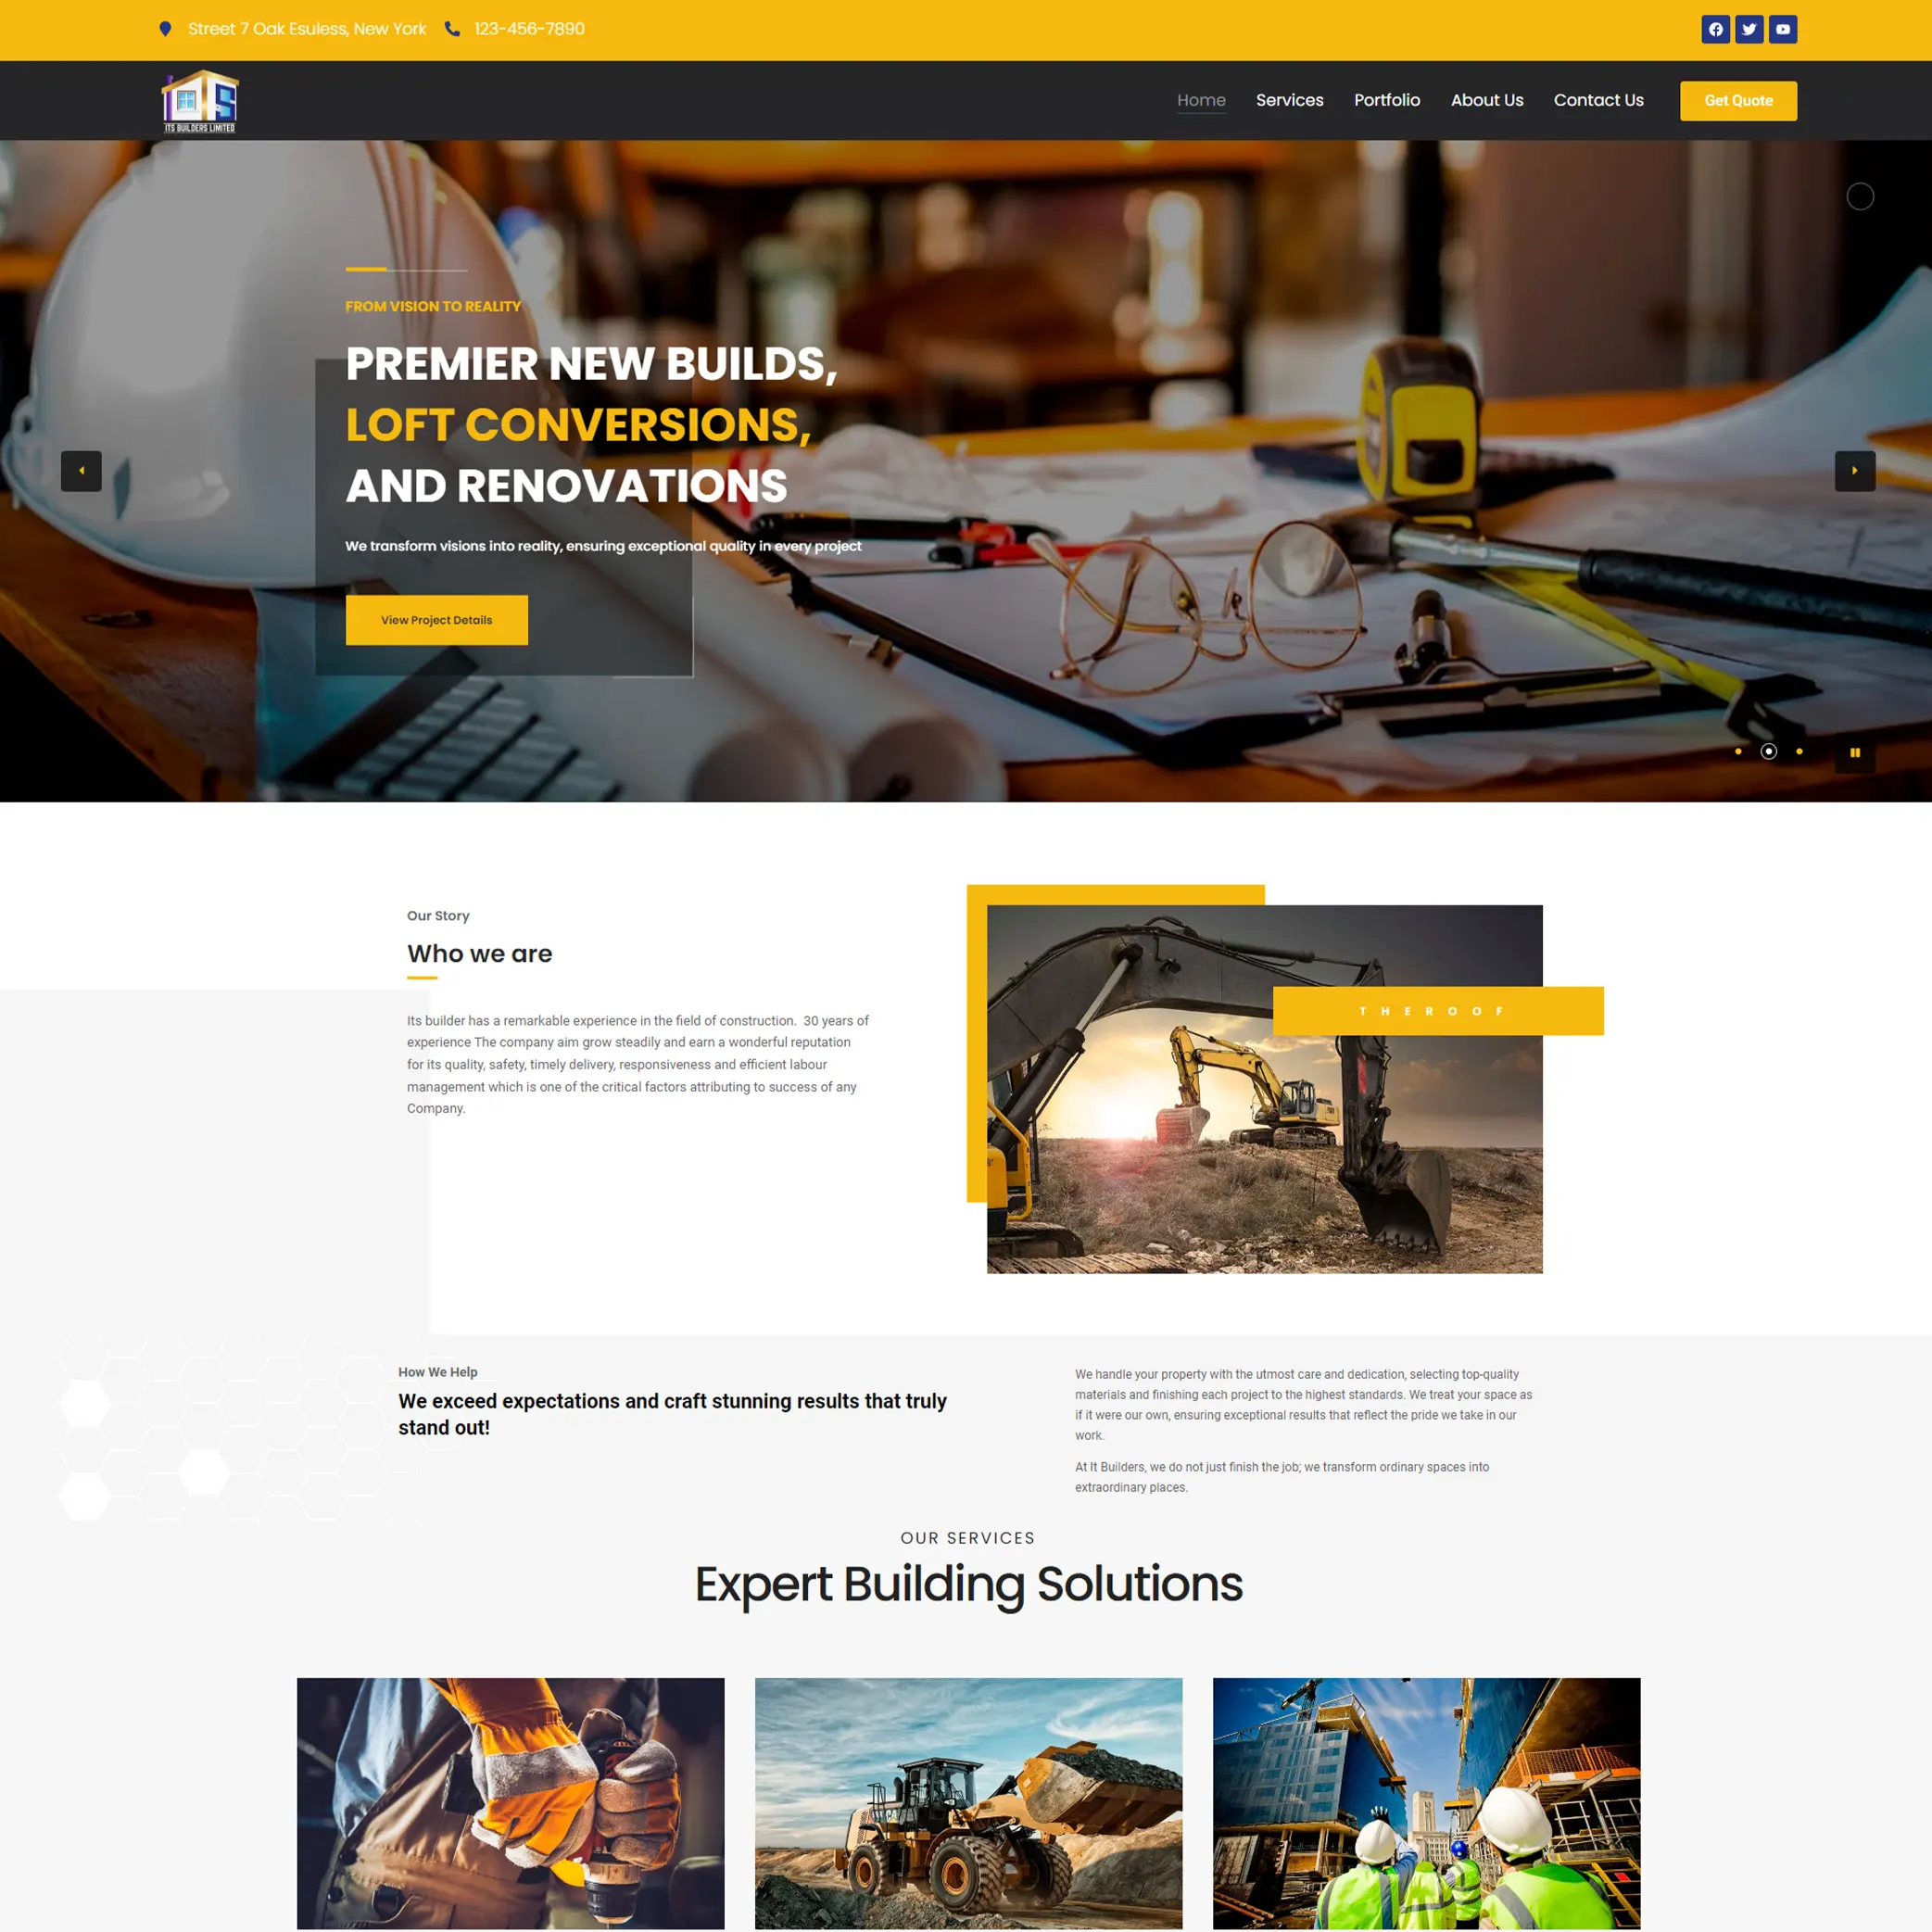 Street 7 Oak Esuless, New York
123-456-7890
ITS BUILDERS LIMITED
Home
Services
Portfolio
About Us
Contact Us
Get Quote
FROM VISION TO REALITY
PREMIER NEW BUILDS,
LOFT CONVERSIONS,
AND RENOVATIONS
We transform visions into reality, ensuring exceptional quality in every project
View Project Details
Our Story
Who we are
Its builder has a remarkable experience in the field of construction.  30 years of
experience The company aim grow steadily and earn a wonderful reputation
for its quality, safety, timely delivery, responsiveness and efficient labour
management which is one of the critical factors attributing to success of any
Company.
THEROOF
How We Help
We exceed expectations and craft stunning results that truly
stand out!
We handle your property with the utmost care and dedication, selecting top-quality
materials and finishing each project to the highest standards. We treat your space as
if it were our own, ensuring exceptional results that reflect the pride we take in our
work.
At It Builders, we do not just finish the job; we transform ordinary spaces into
extraordinary places.
OUR SERVICES
Expert Building Solutions